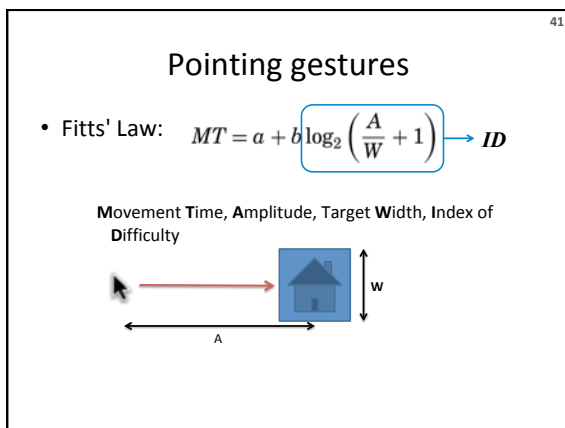 41
Pointing gestures
• Fitts' Law: MT = a + b log₂ (A/W + 1) → ID
Movement Time, Amplitude, Target Width, Index of
Difficulty
W
A